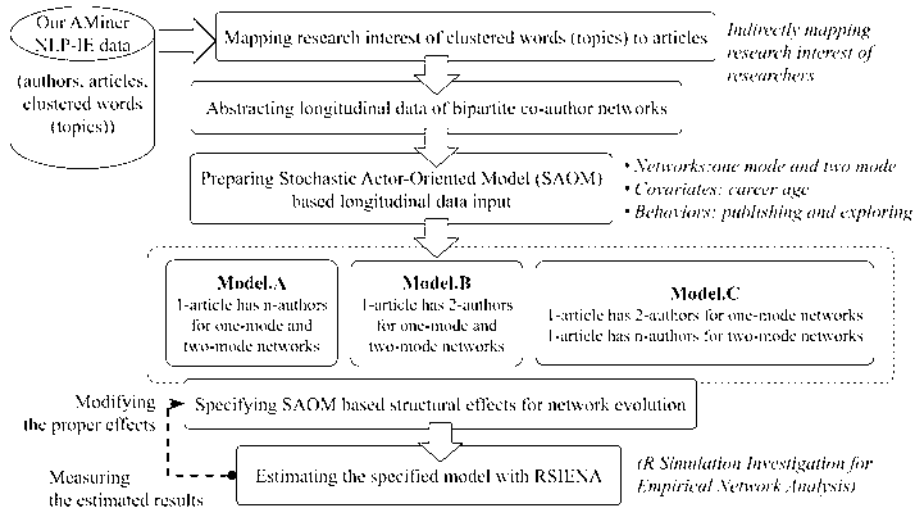 Our AMiner
NLP-IE data
(authors, articles,
clustered words
(topics))
Mapping research interest of clustered words (topics) to articles
Indirectly mapping
research interest of
researchers
Abstracting longitudinal data of bipartite co-author networks
Preparing Stochastic Actor-Oriented Model (SAOM)
based longitudinal data input
• Networks:one mode and two mode
• Covariates: career age
• Behaviors: publishing and exploring
Model.A
1-article has n-authors
for one-mode and
two-mode networks
Model.B
1-article has 2-authors
for one-mode and
two-mode networks
Model.C
1-article has 2-authors for one-mode networks
1-article has n-authors for two-mode networks
Modifying
the proper effects
Specifying SAOM based structural effects for network evolution
Measuring
the estimated results
Estimating the specified model with RSIENA
(R Simulation Investigation for
Empirical Network Analysis)